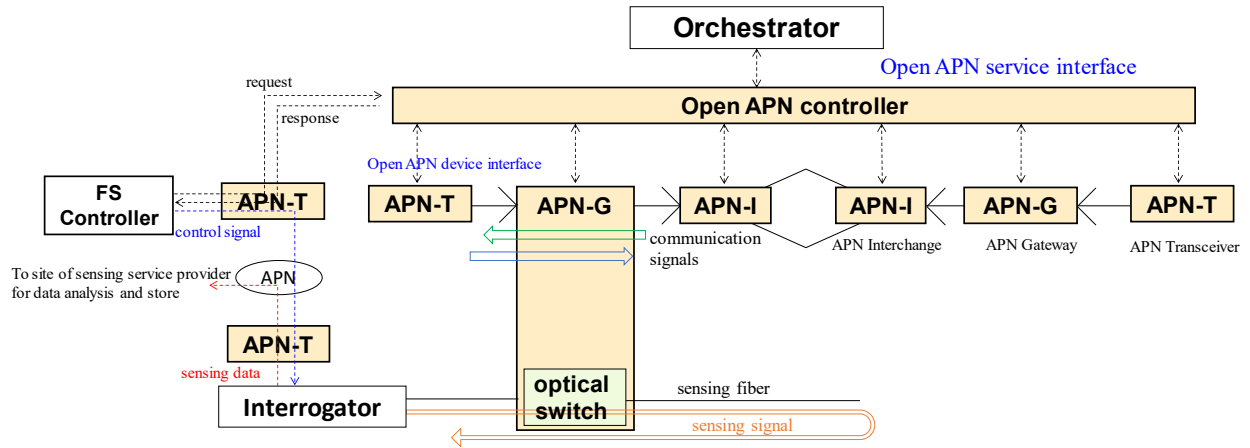 Orchestrator
Open APN service interface
request
Open APN controller
response
Open APN device interface
FS
Controller
APN-T
APN-T
APN-G
APN-I
APN-I
APN-G
APN-T
control signal
communication
signals
APN Interchange
APN Gateway
APN Transceiver
To site of sensing service provider
for data analysis and store
APN
APN-T
sensing data
Interrogator
optical
switch
sensing fiber
sensing signal